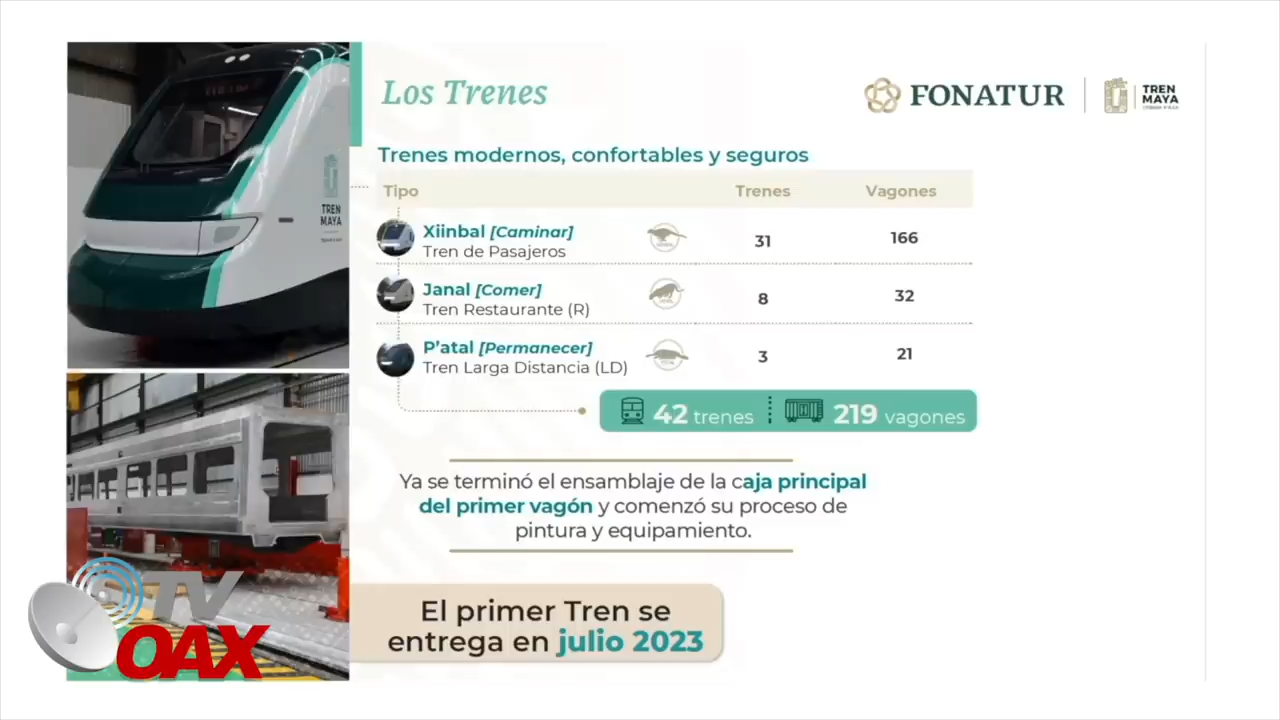 Los Trenes
FONATUR
TREN
MAYA
Trenes modernos, confortables y seguros
Tipo Trenes Vagones
TREN
MAYA
Xiinbal [Caminar]
Tren de Pasajeros
31 166
Janal [Comer]
Tren Restaurante (R)
8 32
P’atal [Permanecer]
Tren Larga Distancia (LD)
3 21
42 trenes 219 vagones
Ya se terminó el ensamblaje de la caja principal
del primer vagón y comenzó su proceso de
pintura y equipamiento.
El primer Tren se
entrega en julio 2023
TV
OAX